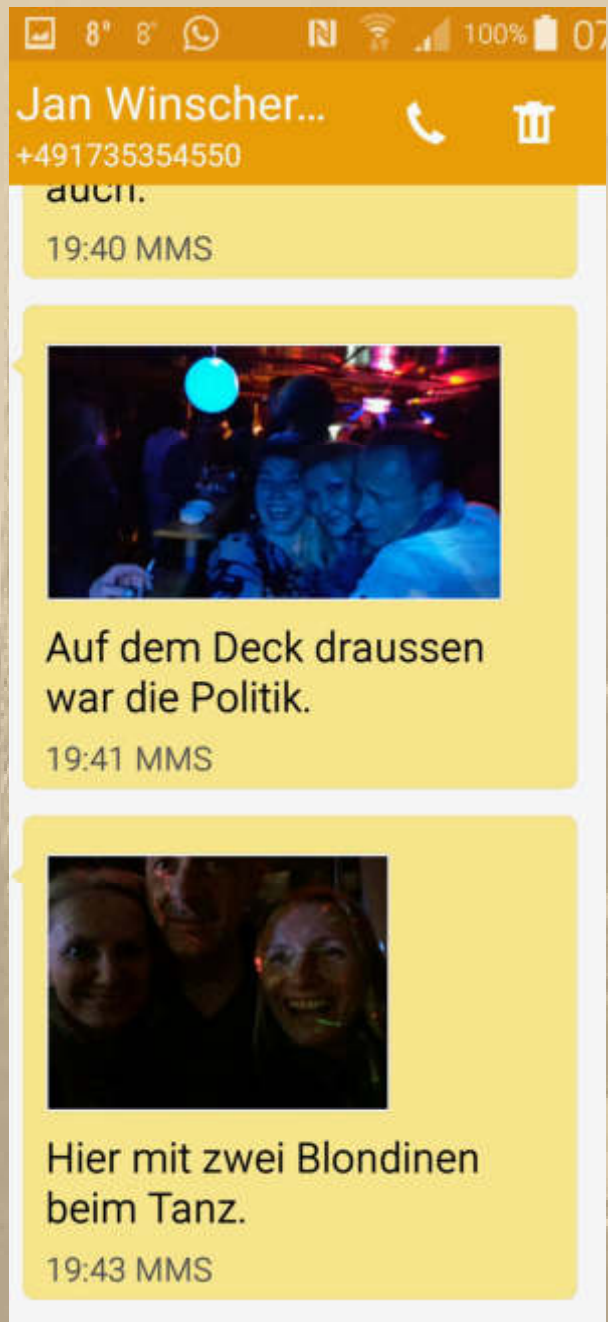 8° 8° 100% 07
Jan Winscher...
+491735354550
auch.
19:40 MMS
Auf dem Deck draussen
war die Politik.
19:41 MMS
Hier mit zwei Blondinen
beim Tanz.
19:43 MMS